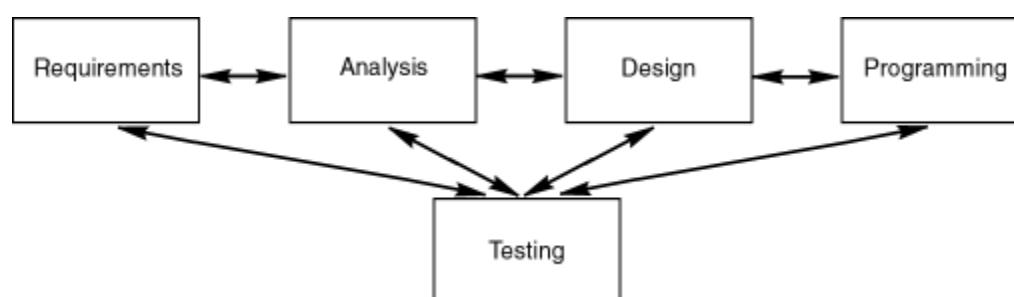 Requirements
Analysis
Design
Programming
Testing